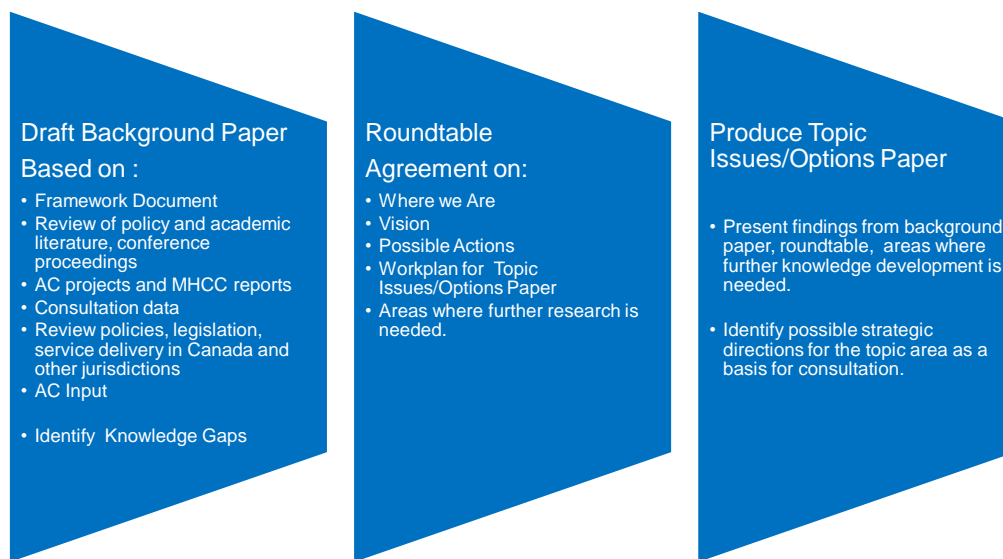 Draft Background Paper
Based on :
• Framework Document
• Review of policy and academic
literature, conference
proceedings
• AC projects and MHCC reports
• Consultation data
• Review policies, legislation,
service delivery in Canada and
other jurisdictions
• AC Input
• Identify Knowledge Gaps
Roundtable
Agreement on:
• Where we Are
• Vision
• Possible Actions
• Workplan for Topic
Issues/Options Paper
• Areas where further research is
needed.
Produce Topic
Issues/Options Paper
• Present findings from background
paper, roundtable, areas where
further knowledge development is
needed.
• Identify possible strategic
directions for the topic area as a
basis for consultation.